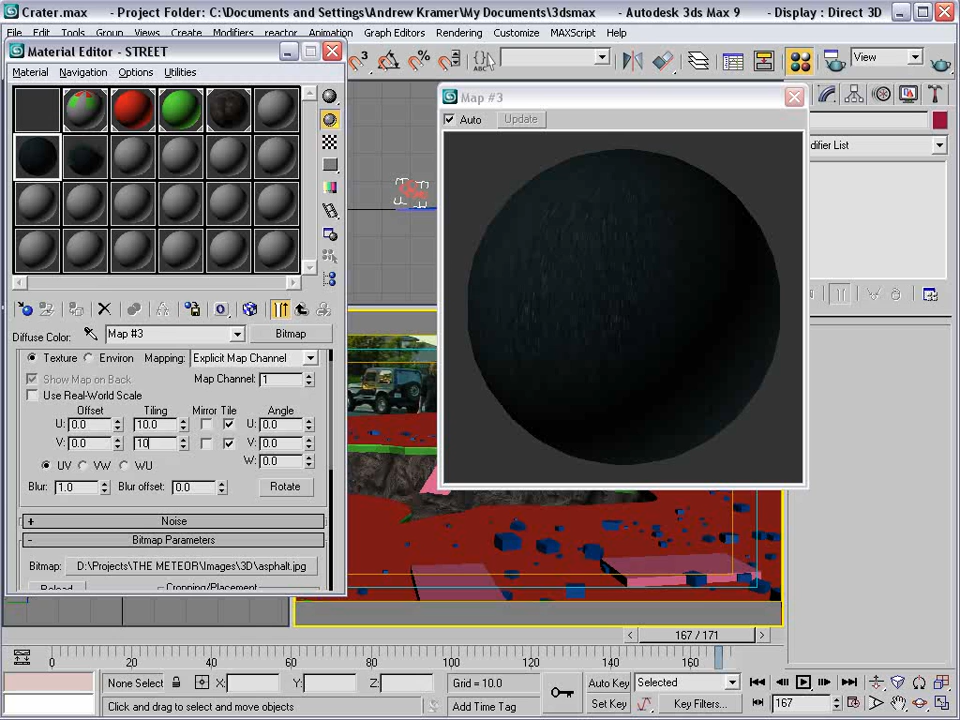 Crater.max - Project Folder: C:\Documents and Settings\Andrew Kramer\My Documents\3dsmax - Autodesk 3ds Max 9 - Display : Direct 3D
File Edit Tools Group Views Create Modifiers reactor Animation Graph Editors Rendering Customize MAXScript Help
Material Editor - STREET
Material Navigation Options Utilities
3 % ABC View
Map #3
Auto Update
difier List
Diffuse Color: Map #3 Bitmap
Texture Environ Mapping: Explicit Map Channel
Show Map on Back Map Channel: 1
Use Real-World Scale
Offset Tiling Mirror Tile Angle
U: 0.0 10.0 U: 0.0
V: 0.0 10 V: 0.0
W: 0.0
UV VW WU
Blur: 1.0 Blur offset: 0.0 Rotate
+ Noise
- Bitmap Parameters
Bitmap: D:\Projects\THE METEOR\Images\3D\asphalt.jpg
Reload Cropping/Placement
< 167 / 171 >
0 20 40 60 80 100 120 140 160
None Select X: Y: Z: Grid = 10.0 Auto Key Selected
Click and drag to select and move objects Add Time Tag Set Key Key Filters... 167